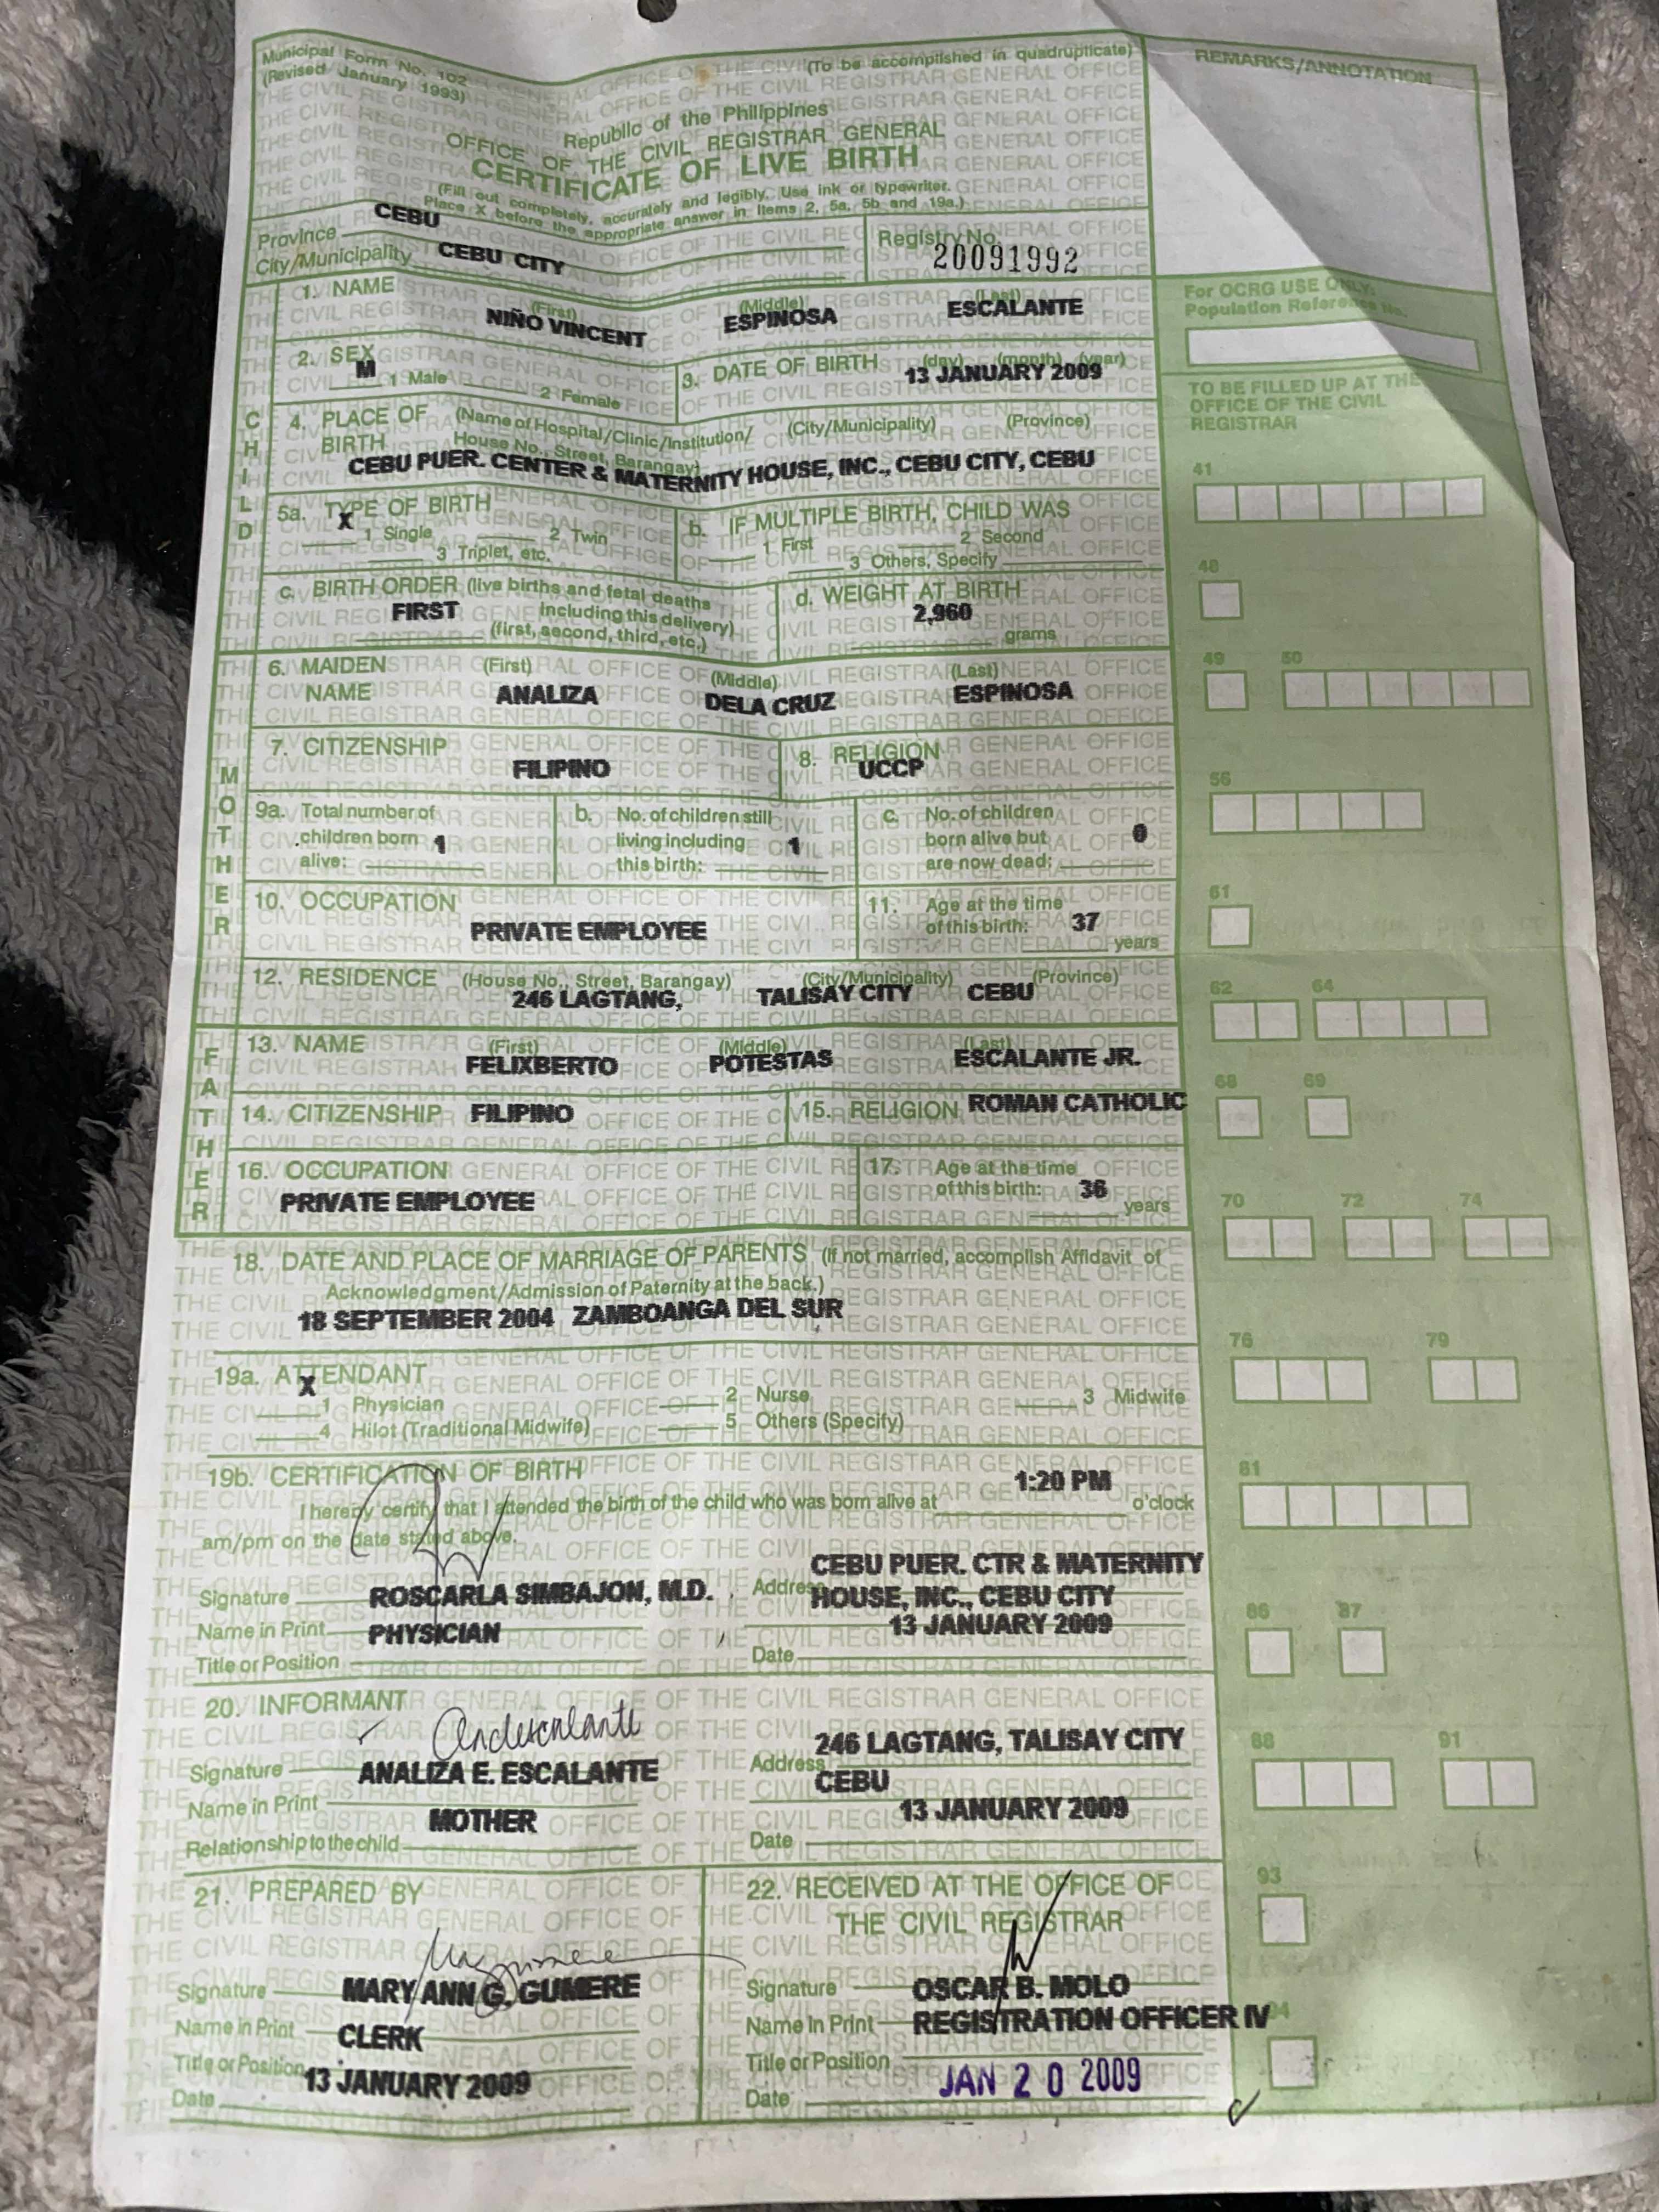 Municipal Form No. 102
(Revised January 1993)
(To be accomplished in quadruplicate)
REMARKS/ANNOTATION
Republic of the Philippines
OFFICE OF THE CIVIL REGISTRAR GENERAL
CERTIFICATE OF LIVE BIRTH
(Fill out completely, accurately and legibly. Use ink or typewriter.
Place X before the appropriate answer in Items 2, 5a, 5b and 19a.)
Province CEBU
City/Municipality CEBU CITY
Registry No. 20091992
For OCRG USE ONLY:
Population Reference No.
TO BE FILLED UP AT THE
OFFICE OF THE CIVIL
REGISTRAR
CHILD
1. NAME (First) (Middle) (Last)
NIÑO VINCENT ESPINOSA ESCALANTE
2. SEX
M 1 Male 2 Female
3. DATE OF BIRTH (day) (month) (year)
13 JANUARY 2009
4. PLACE OF BIRTH (Name of Hospital/Clinic/Institution/ (City/Municipality) (Province)
House No., Street, Barangay)
CEBU PUER. CENTER & MATERNITY HOUSE, INC., CEBU CITY, CEBU
5a. TYPE OF BIRTH
X 1 Single 2 Twin
3 Triplet, etc.
b. IF MULTIPLE BIRTH, CHILD WAS
1 First 2 Second
3 Others, Specify
c. BIRTH ORDER (live births and fetal deaths
FIRST including this delivery)
(first, second, third, etc.)
d. WEIGHT AT BIRTH
2,960
grams
MOTHER
6. MAIDEN NAME (First) (Middle) (Last)
ANALIZA DELA CRUZ ESPINOSA
7. CITIZENSHIP
FILIPINO
8. RELIGION
UCCP
9a. Total number of
children born 1
alive:
b. No. of children still
living including 1
this birth:
c. No. of children
born alive but 0
are now dead:
10. OCCUPATION
PRIVATE EMPLOYEE
11. Age at the time
of this birth: 37
years
12. RESIDENCE (House No., Street, Barangay) (City/Municipality) (Province)
246 LAGTANG, TALISAY CITY CEBU
FATHER
13. NAME (First) (Middle) (Last)
FELIXBERTO POTESTAS ESCALANTE JR.
14. CITIZENSHIP FILIPINO
15. RELIGION ROMAN CATHOLIC
16. OCCUPATION
PRIVATE EMPLOYEE
17. Age at the time
of this birth: 36
years
18. DATE AND PLACE OF MARRIAGE OF PARENTS (If not married, accomplish Affidavit of
Acknowledgment/Admission of Paternity at the back.)
18 SEPTEMBER 2004 ZAMBOANGA DEL SUR
19a. ATTENDANT
X
1 Physician 2 Nurse 3 Midwife
4 Hilot (Traditional Midwife) 5 Others (Specify)
19b. CERTIFICATION OF BIRTH
I hereby certify that I attended the birth of the child who was born alive at 1:20 PM o'clock
am/pm on the date stated above.
Signature
Name in Print ROSCARLA SIMBAJON, M.D.
Title or Position PHYSICIAN
Address CEBU PUER. CTR & MATERNITY
HOUSE, INC., CEBU CITY
Date 13 JANUARY 2009
20. INFORMANT
Signature
Name in Print ANALIZA E. ESCALANTE
Relationship to the child MOTHER
Address 246 LAGTANG, TALISAY CITY
CEBU
Date 13 JANUARY 2009
21. PREPARED BY
Signature
Name in Print MARY ANN G. GUMERE
Title or Position CLERK
Date 13 JANUARY 2009
22. RECEIVED AT THE OFFICE OF
THE CIVIL REGISTRAR
Signature
Name In Print OSCAR B. MOLO
Title or Position REGISTRATION OFFICER IV
Date JAN 20 2009
41
48
49 50
56
61
62 64
68 69
70 72 74
76 79
81
86 87
88 91
93
94